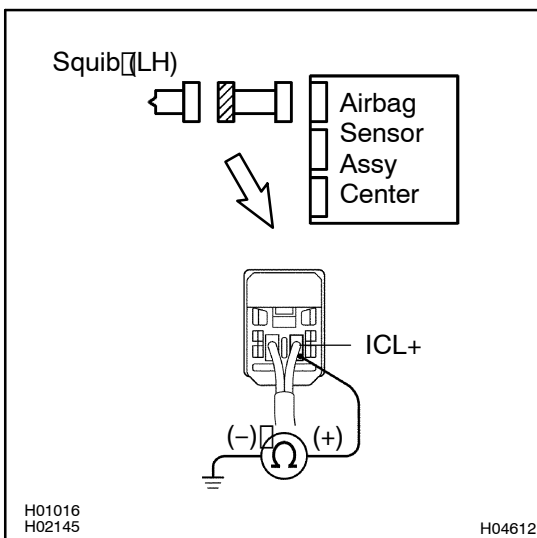 Squib (LH)
Airbag
Sensor
Assy
Center
ICL+
(−) Ω (+)
H01016
H02145
H04612